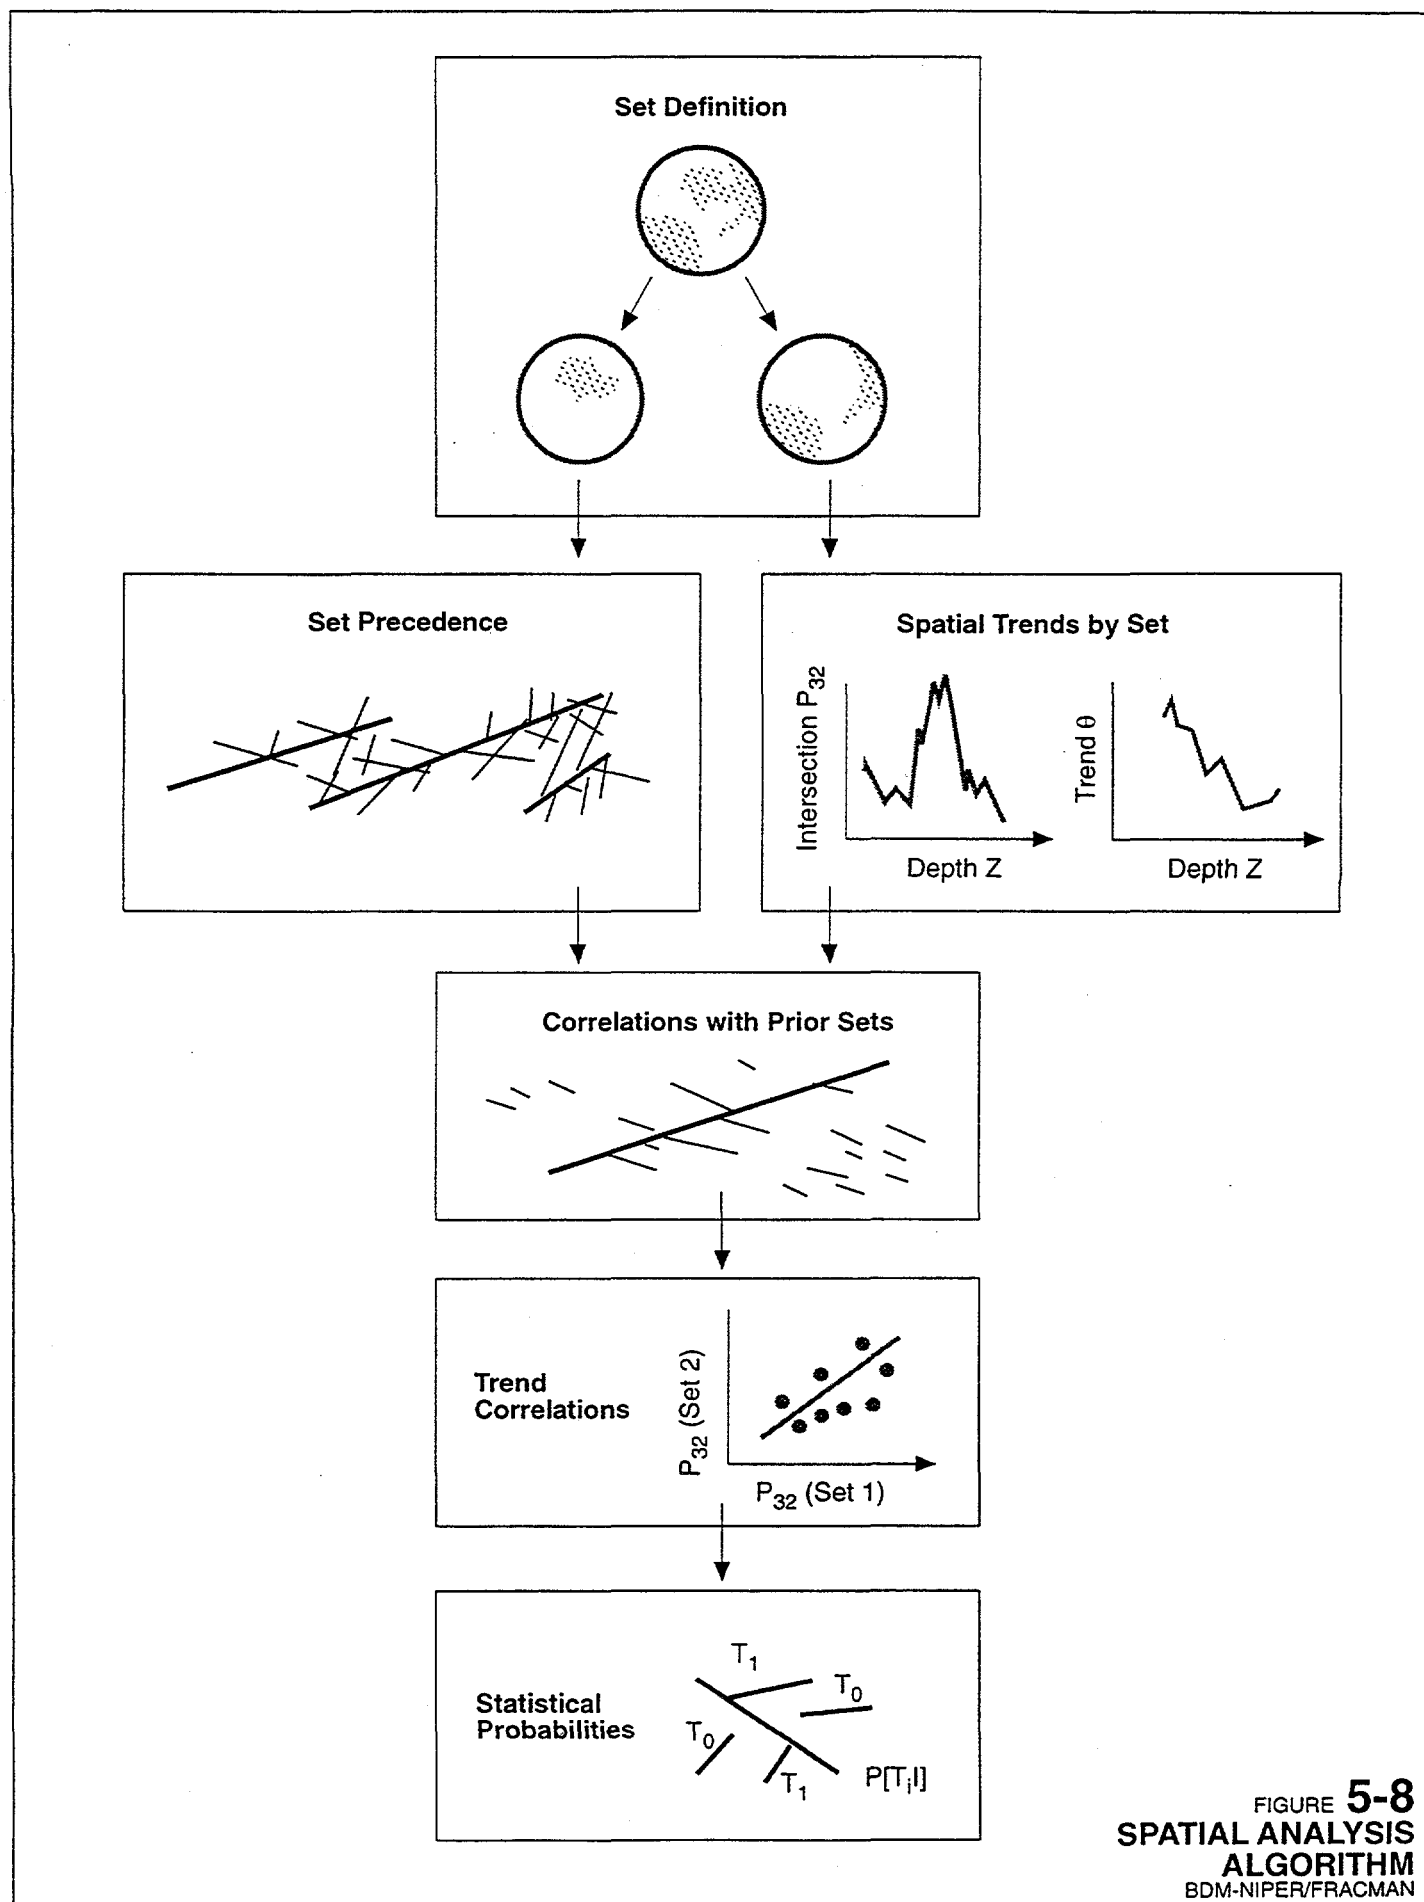 Set Definition
Set Precedence
Spatial Trends by Set
Intersection P32
Depth Z
Trend θ
Depth Z
Correlations with Prior Sets
Trend
Correlations
P32 (Set 2)
P32 (Set 1)
Statistical
Probabilities
T1
T0
T0
T1
P[TiI]
FIGURE 5-8
SPATIAL ANALYSIS
ALGORITHM
BDM-NIPER/FRACMAN